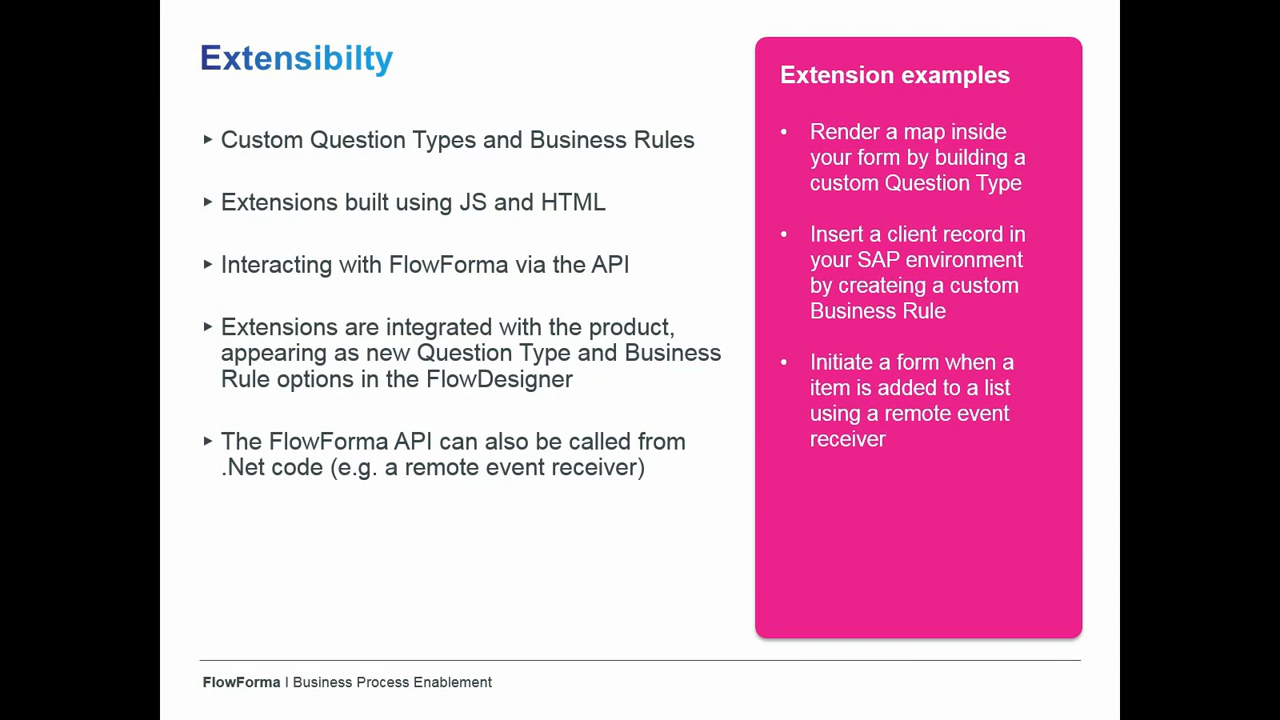 Extensibilty
▸ Custom Question Types and Business Rules
▸ Extensions built using JS and HTML
▸ Interacting with FlowForma via the API
▸ Extensions are integrated with the product,
appearing as new Question Type and Business
Rule options in the FlowDesigner
▸ The FlowForma API can also be called from
.Net code (e.g. a remote event receiver)
Extension examples
• Render a map inside
your form by building a
custom Question Type
• Insert a client record in
your SAP environment
by createing a custom
Business Rule
• Initiate a form when a
item is added to a list
using a remote event
receiver
FlowForma I Business Process Enablement